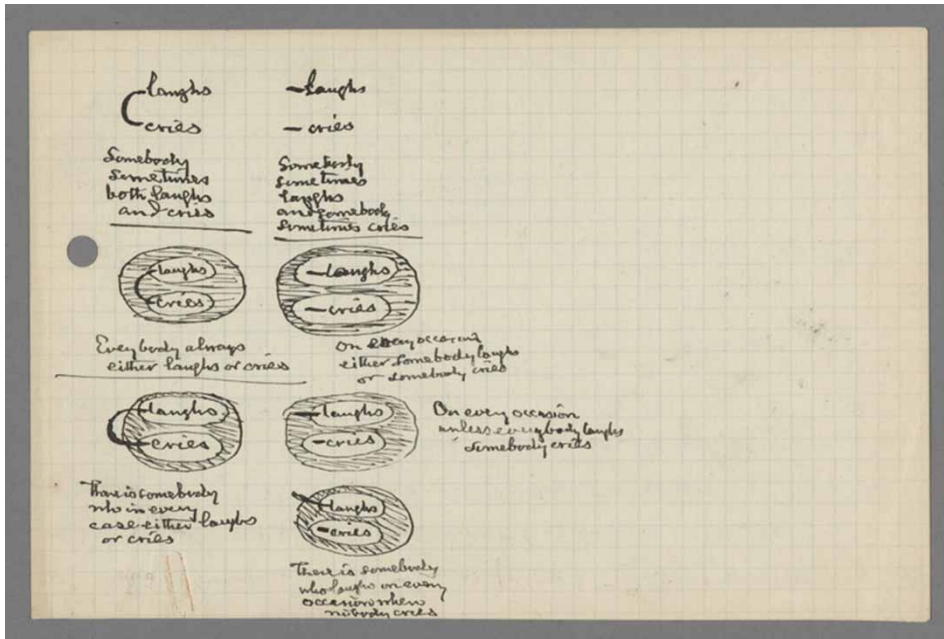 laughs
cries
Somebody
sometimes
both laughs
and cries
laughs
cries
Somebody
sometimes
laughs
and somebody
sometimes cries
laughs
cries
Everybody always
either laughs or cries
laughs
cries
On every occasion
either somebody laughs
or somebody cries
laughs
cries
There is somebody
who in every
case either laughs
or cries
laughs
cries
On every occasion
unless everybody laughs
somebody cries
laughs
cries
There is somebody
who laughs on every
occasion when
nobody cries